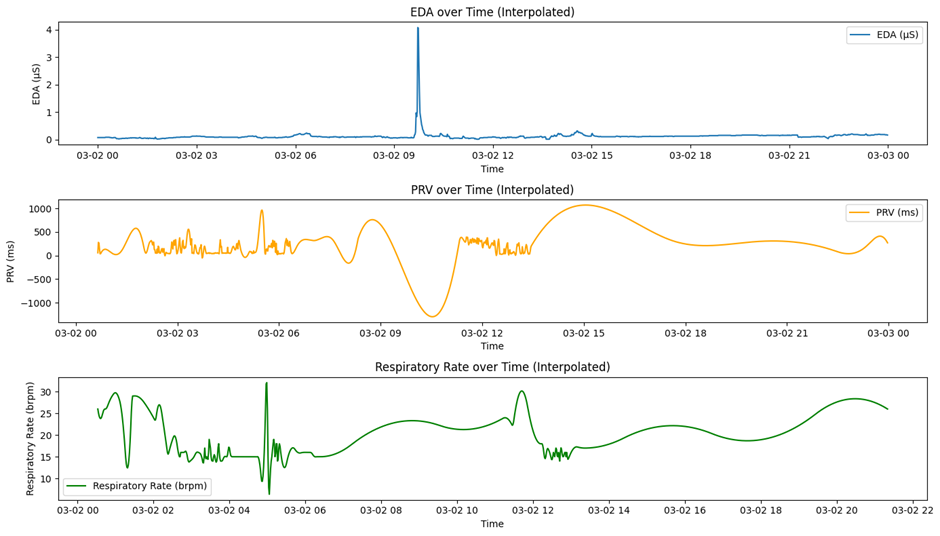 EDA over Time (Interpolated)
EDA (μS)
4
3
2
1
0
EDA (μS)
03-02 00 03-02 03 03-02 06 03-02 09 03-02 12 03-02 15 03-02 18 03-02 21 03-03 00
Time
PRV over Time (Interpolated)
PRV (ms)
1000
500
0
−500
−1000
PRV (ms)
03-02 00 03-02 03 03-02 06 03-02 09 03-02 12 03-02 15 03-02 18 03-02 21 03-03 00
Time
Respiratory Rate over Time (Interpolated)
Respiratory Rate (brpm)
30
25
20
15
10
Respiratory Rate (brpm)
03-02 00 03-02 02 03-02 04 03-02 06 03-02 08 03-02 10 03-02 12 03-02 14 03-02 16 03-02 18 03-02 20 03-02 22
Time